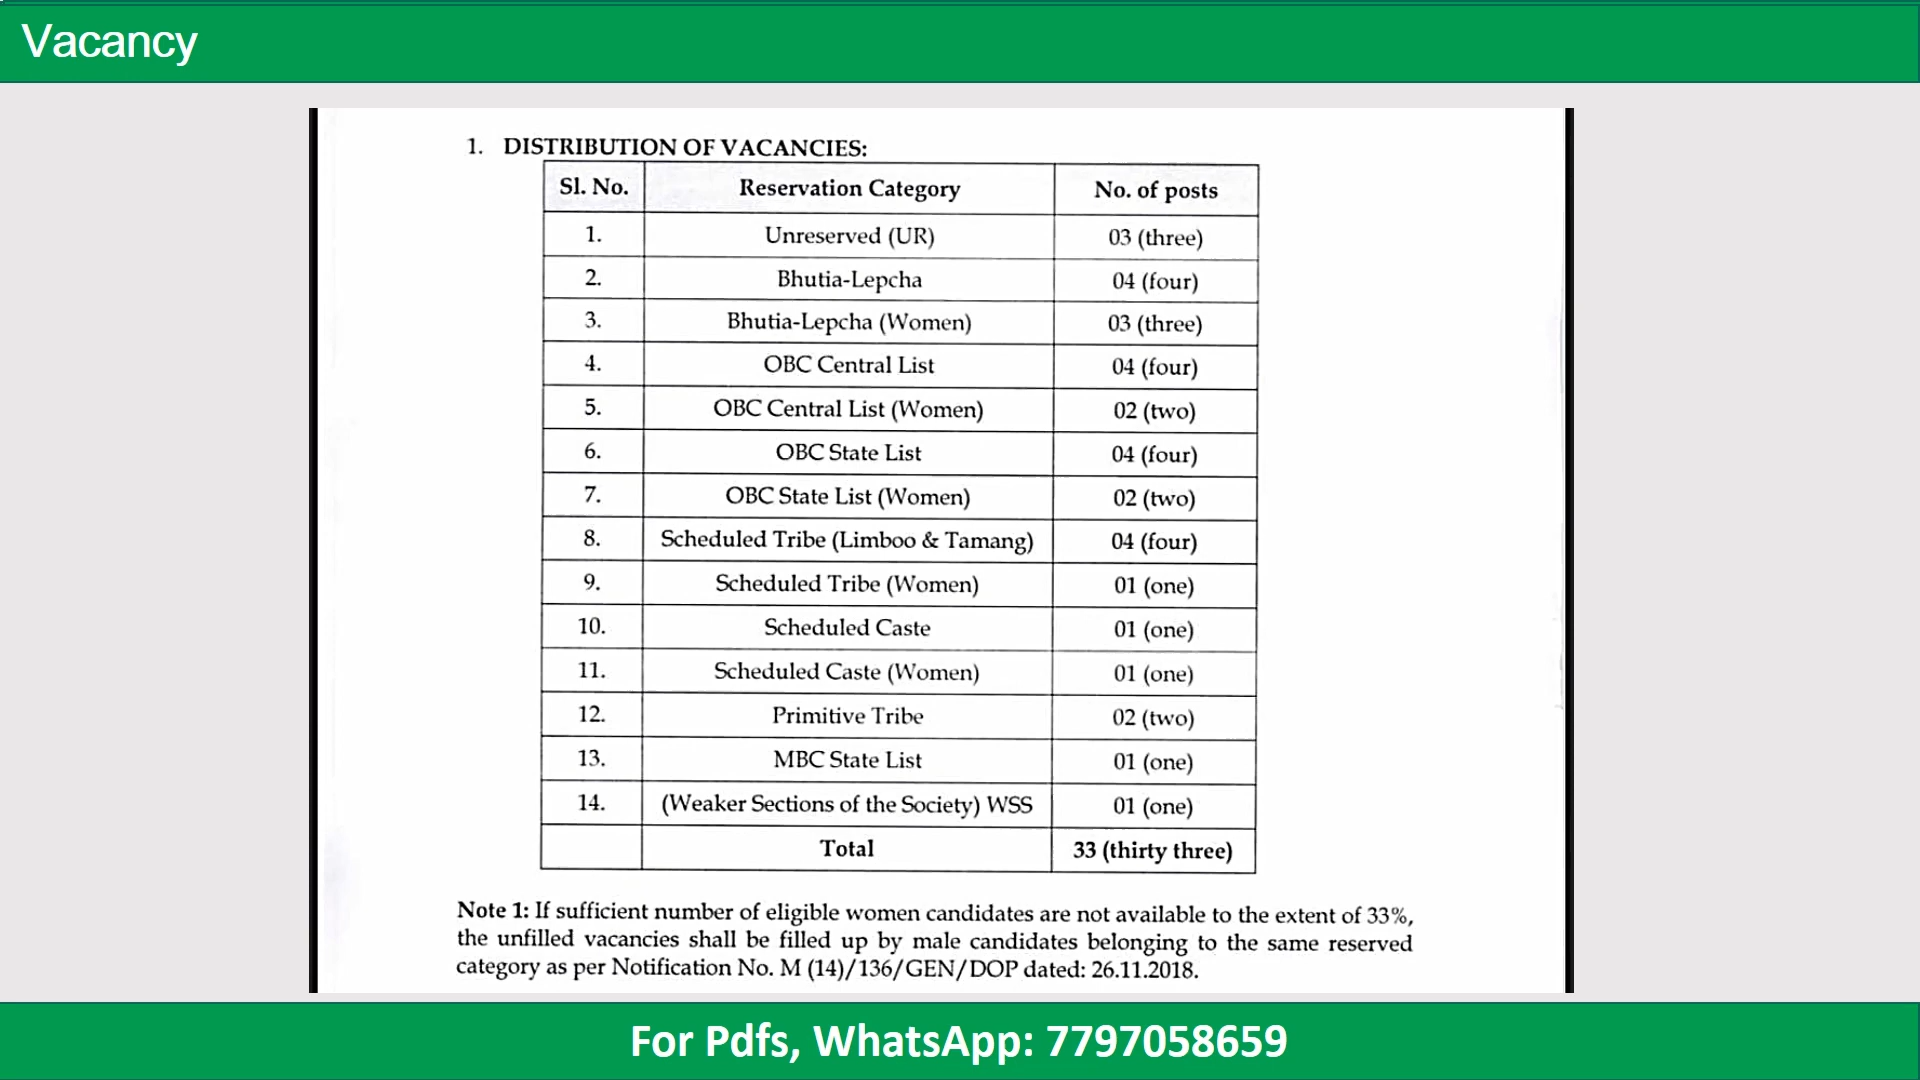 Vacancy
1. DISTRIBUTION OF VACANCIES:
Sl. No. Reservation Category No. of posts
1. Unreserved (UR) 03 (three)
2. Bhutia-Lepcha 04 (four)
3. Bhutia-Lepcha (Women) 03 (three)
4. OBC Central List 04 (four)
5. OBC Central List (Women) 02 (two)
6. OBC State List 04 (four)
7. OBC State List (Women) 02 (two)
8. Scheduled Tribe (Limboo & Tamang) 04 (four)
9. Scheduled Tribe (Women) 01 (one)
10. Scheduled Caste 01 (one)
11. Scheduled Caste (Women) 01 (one)
12. Primitive Tribe 02 (two)
13. MBC State List 01 (one)
14. (Weaker Sections of the Society) WSS 01 (one)
Total 33 (thirty three)
Note 1: If sufficient number of eligible women candidates are not available to the extent of 33%,
the unfilled vacancies shall be filled up by male candidates belonging to the same reserved
category as per Notification No. M (14)/136/GEN/DOP dated: 26.11.2018.
For Pdfs, WhatsApp: 7797058659